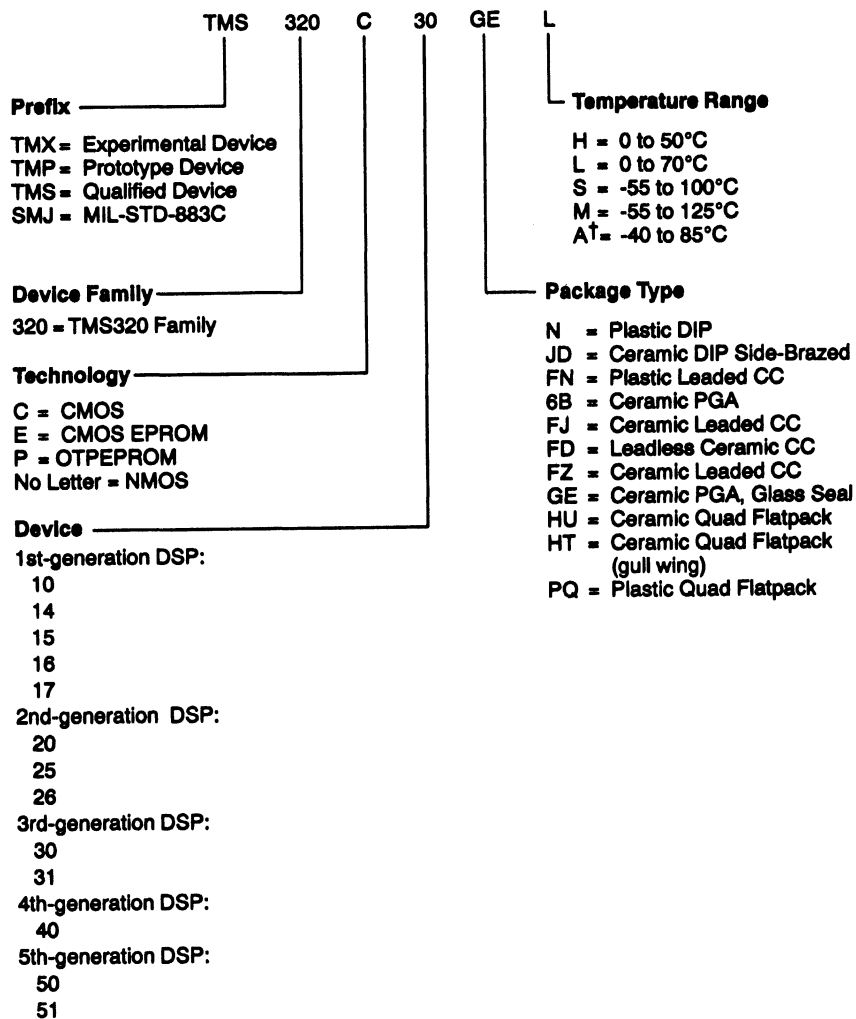 TMS 320 C 30 GE L
Prefix
TMX = Experimental Device
TMP = Prototype Device
TMS = Qualified Device
SMJ = MIL-STD-883C
Device Family
320 = TMS320 Family
Technology
C = CMOS
E = CMOS EPROM
P = OTPEPROM
No Letter = NMOS
Device
1st-generation DSP:
10
14
15
16
17
2nd-generation DSP:
20
25
26
3rd-generation DSP:
30
31
4th-generation DSP:
40
5th-generation DSP:
50
51
Temperature Range
H = 0 to 50°C
L = 0 to 70°C
S = -55 to 100°C
M = -55 to 125°C
A† = -40 to 85°C
Package Type
N = Plastic DIP
JD = Ceramic DIP Side-Brazed
FN = Plastic Leaded CC
6B = Ceramic PGA
FJ = Ceramic Leaded CC
FD = Leadless Ceramic CC
FZ = Ceramic Leaded CC
GE = Ceramic PGA, Glass Seal
HU = Ceramic Quad Flatpack
HT = Ceramic Quad Flatpack
(gull wing)
PQ = Plastic Quad Flatpack